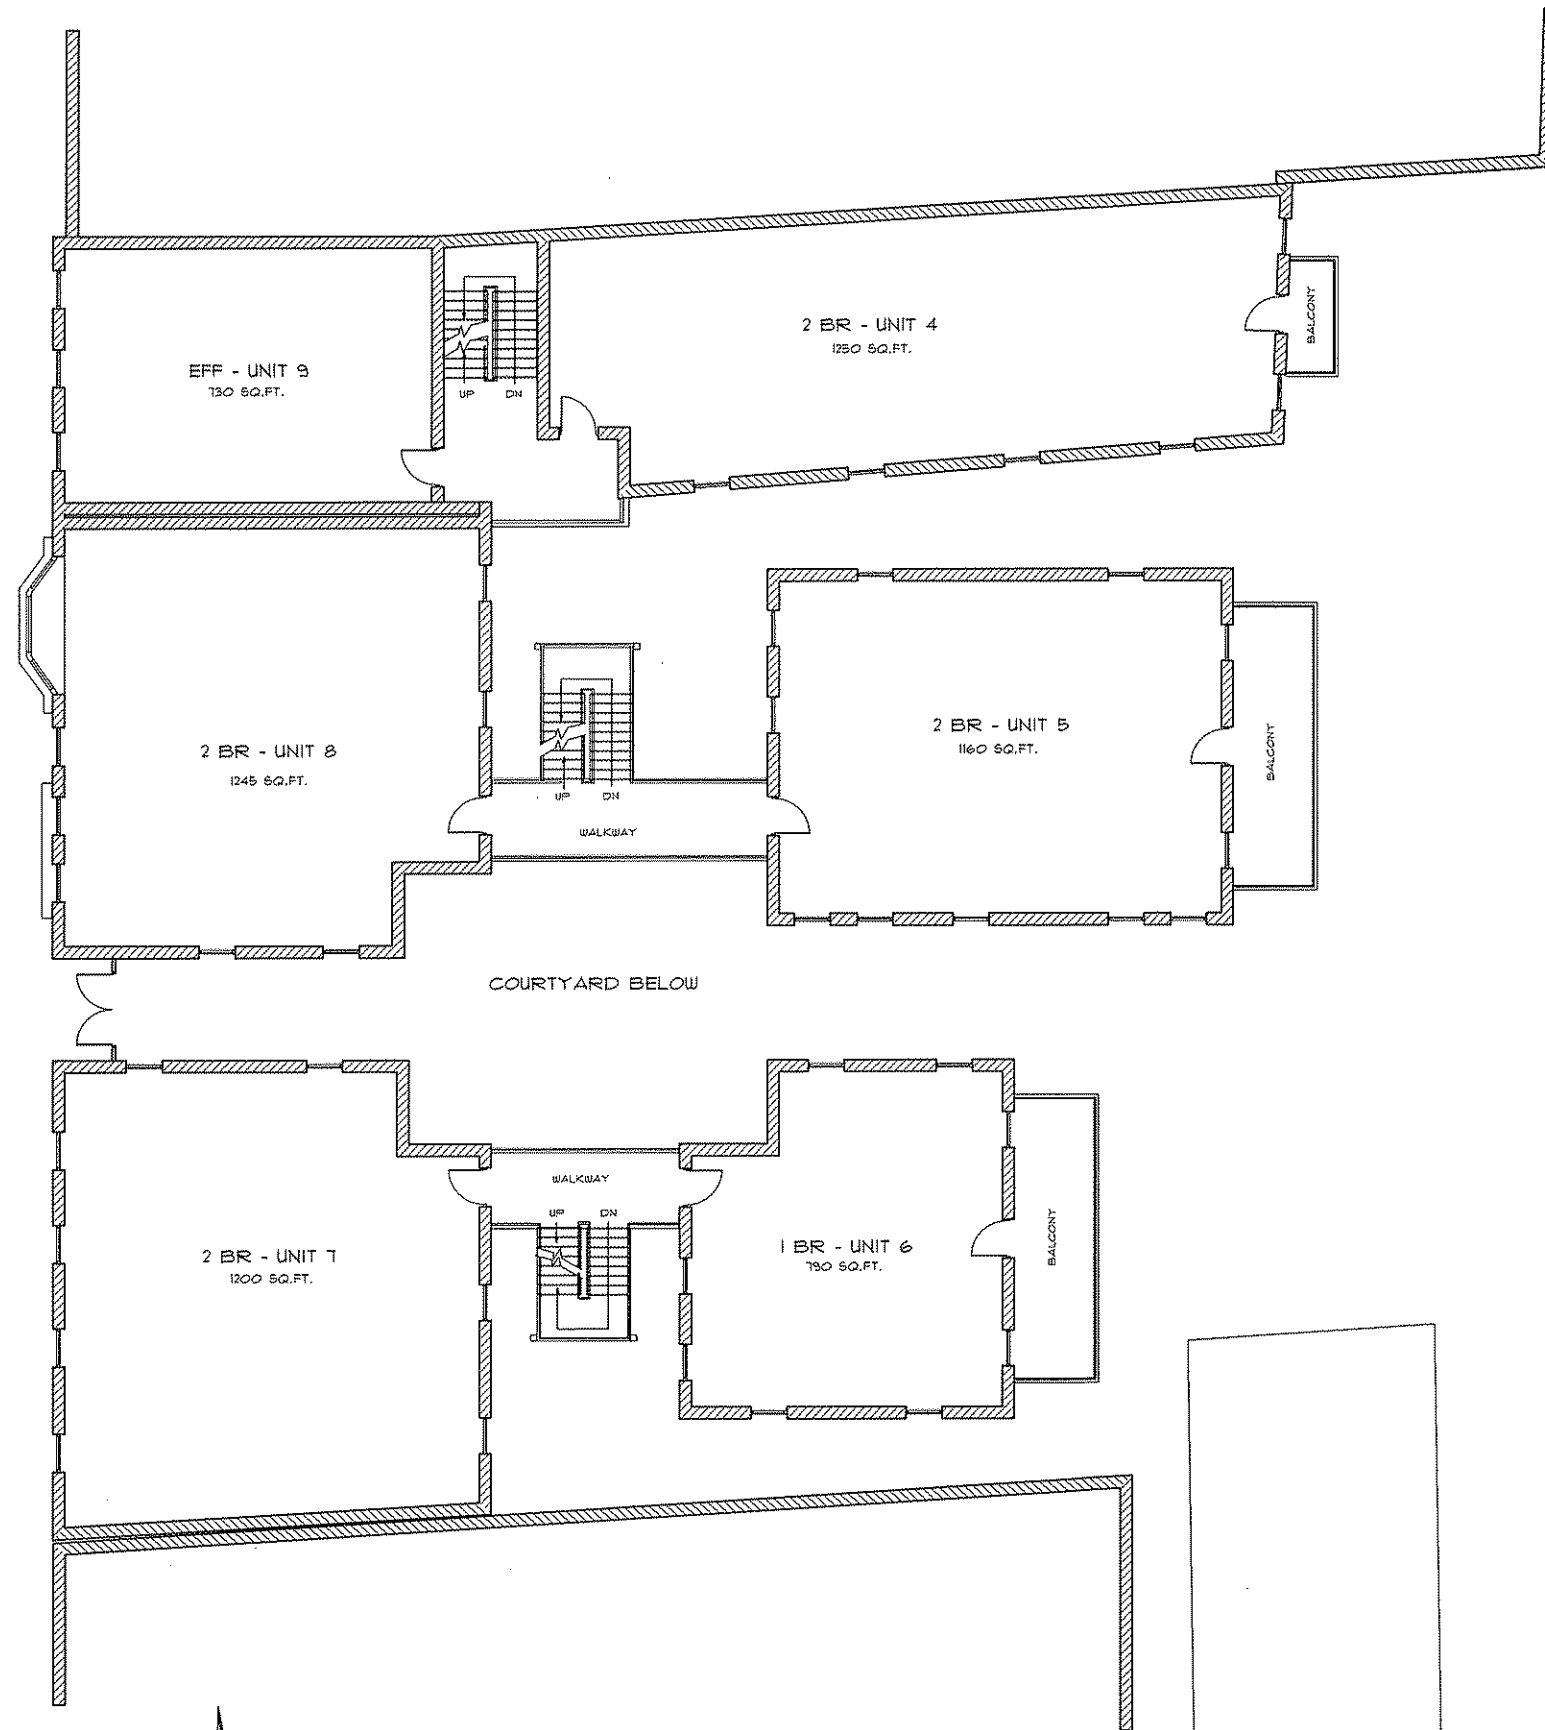 2 BR - UNIT 4
1250 SQ.FT.
BALCONY
EFF - UNIT 9
730 SQ.FT.
UP
DN
2 BR - UNIT 5
1160 SQ.FT.
BALCONY
2 BR - UNIT 8
1245 SQ.FT.
UP
DN
WALKWAY
COURTYARD BELOW
WALKWAY
UP
DN
2 BR - UNIT 7
1200 SQ.FT.
1 BR - UNIT 6
790 SQ.FT.
BALCONY